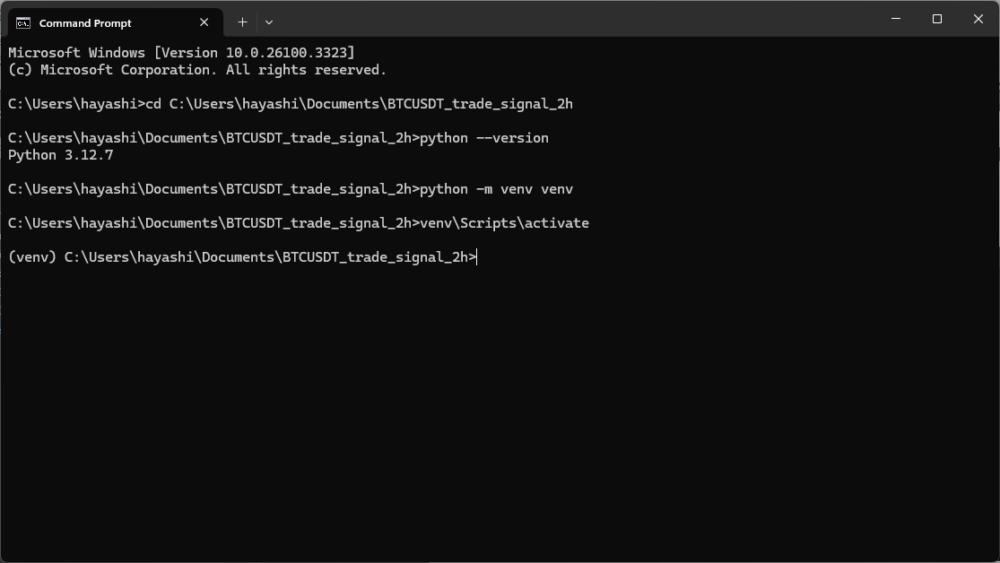 Command Prompt
Microsoft Windows [Version 10.0.26100.3323]
(c) Microsoft Corporation. All rights reserved.
C:\Users\hayashi>cd C:\Users\hayashi\Documents\BTCUSDT_trade_signal_2h
C:\Users\hayashi\Documents\BTCUSDT_trade_signal_2h>python --version
Python 3.12.7
C:\Users\hayashi\Documents\BTCUSDT_trade_signal_2h>python -m venv venv
C:\Users\hayashi\Documents\BTCUSDT_trade_signal_2h>venv\Scripts\activate
(venv) C:\Users\hayashi\Documents\BTCUSDT_trade_signal_2h>